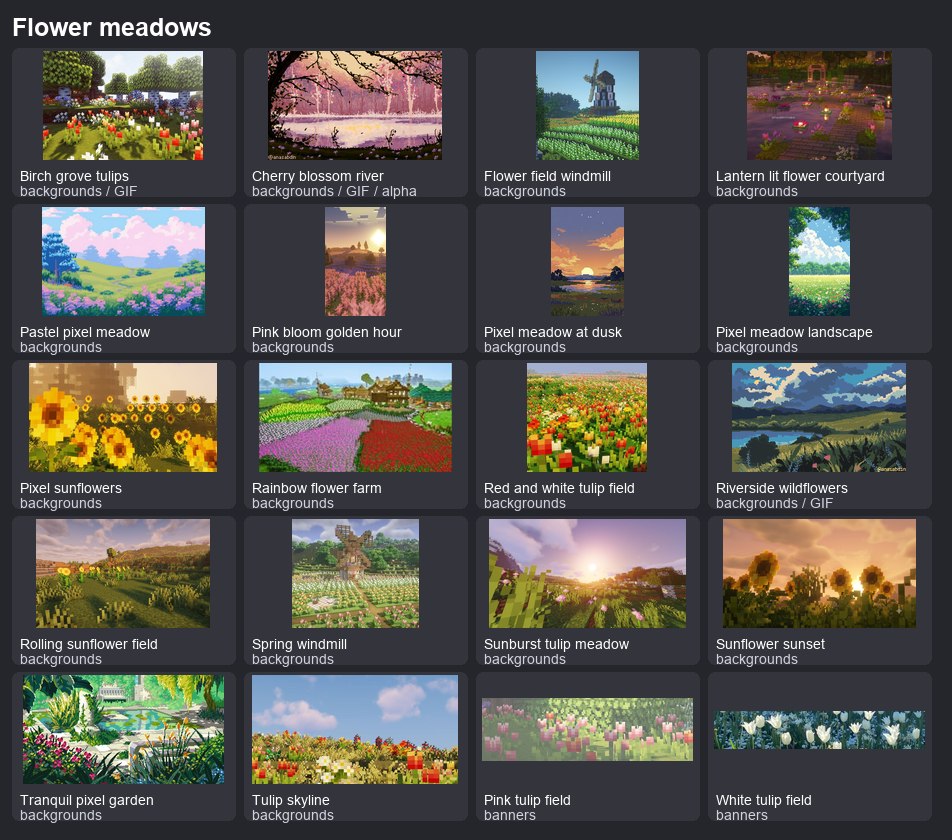 Flower meadows
Birch grove tulips
backgrounds / GIF
Cherry blossom river
backgrounds / GIF / alpha
Flower field windmill
backgrounds
Lantern lit flower courtyard
backgrounds / GIF
Pastel pixel meadow
backgrounds
Pink bloom golden hour
backgrounds
Pixel meadow at dusk
backgrounds
Pixel meadow landscape
backgrounds
Pixel sunflowers
backgrounds
Rainbow flower farm
backgrounds
Red and white tulip field
backgrounds
Riverside wildflowers
backgrounds / GIF
Rolling sunflower field
backgrounds
Spring windmill
backgrounds
Sunburst tulip meadow
backgrounds
Sunflower sunset
backgrounds
Tranquil pixel garden
backgrounds
Tulip skyline
backgrounds
Pink tulip field
banners
White tulip field
banners